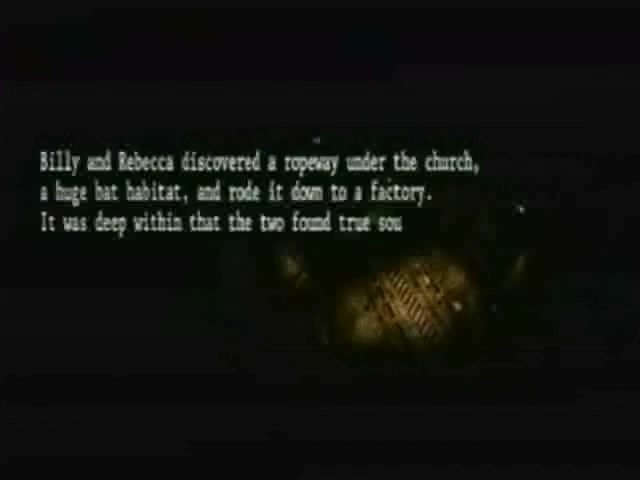 Billy and Rebecca discovered a ropeway under the church,
a huge bat habitat, and rode it down to a factory.
It was deep within that the two found true sou